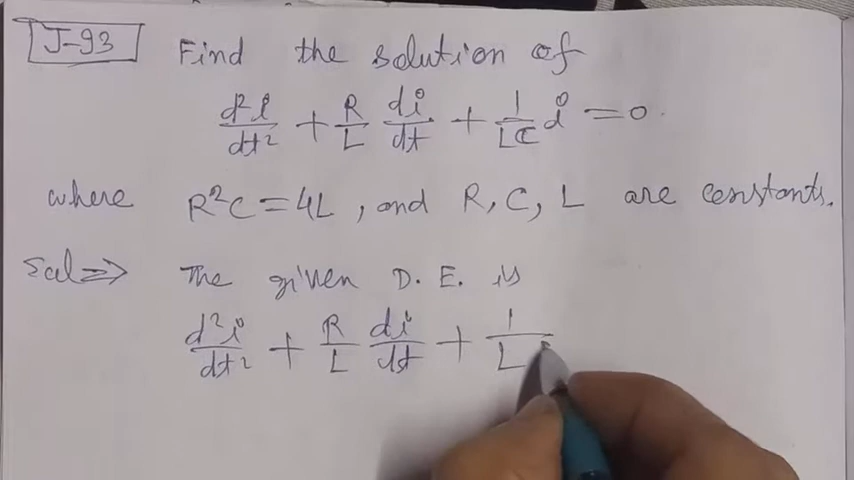 J-93 Find the solution of
d²i/dt² + R/L di/dt + 1/LC i = 0.
where R²C = 4L, and R, C, L are constants.
Sol ⇒ The given D. E. is
d²i/dt² + R/L di/dt + 1/L